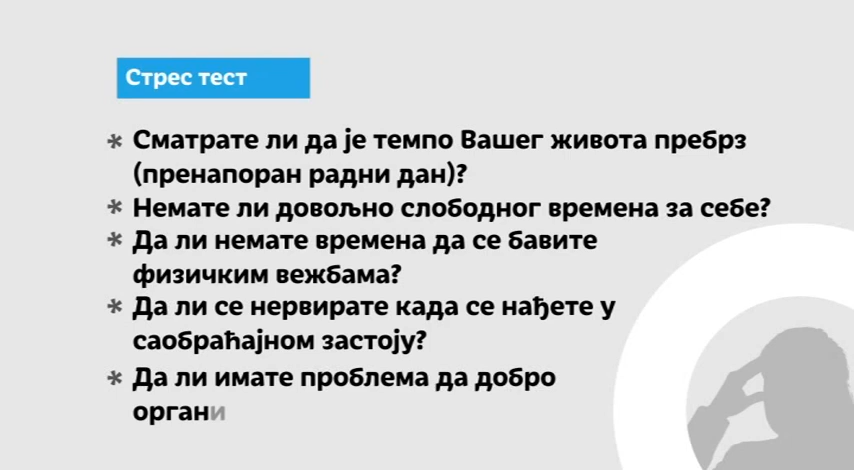 Стрес тест
* Сматрате ли да је темпо Вашег живота пребрз
(пренапоран радни дан)?
* Немате ли довољно слободног времена за себе?
* Да ли немате времена да се бавите
физичким вежбама?
* Да ли се нервирате када се нађете у
саобраћајном застоју?
* Да ли имате проблема да добро
органи